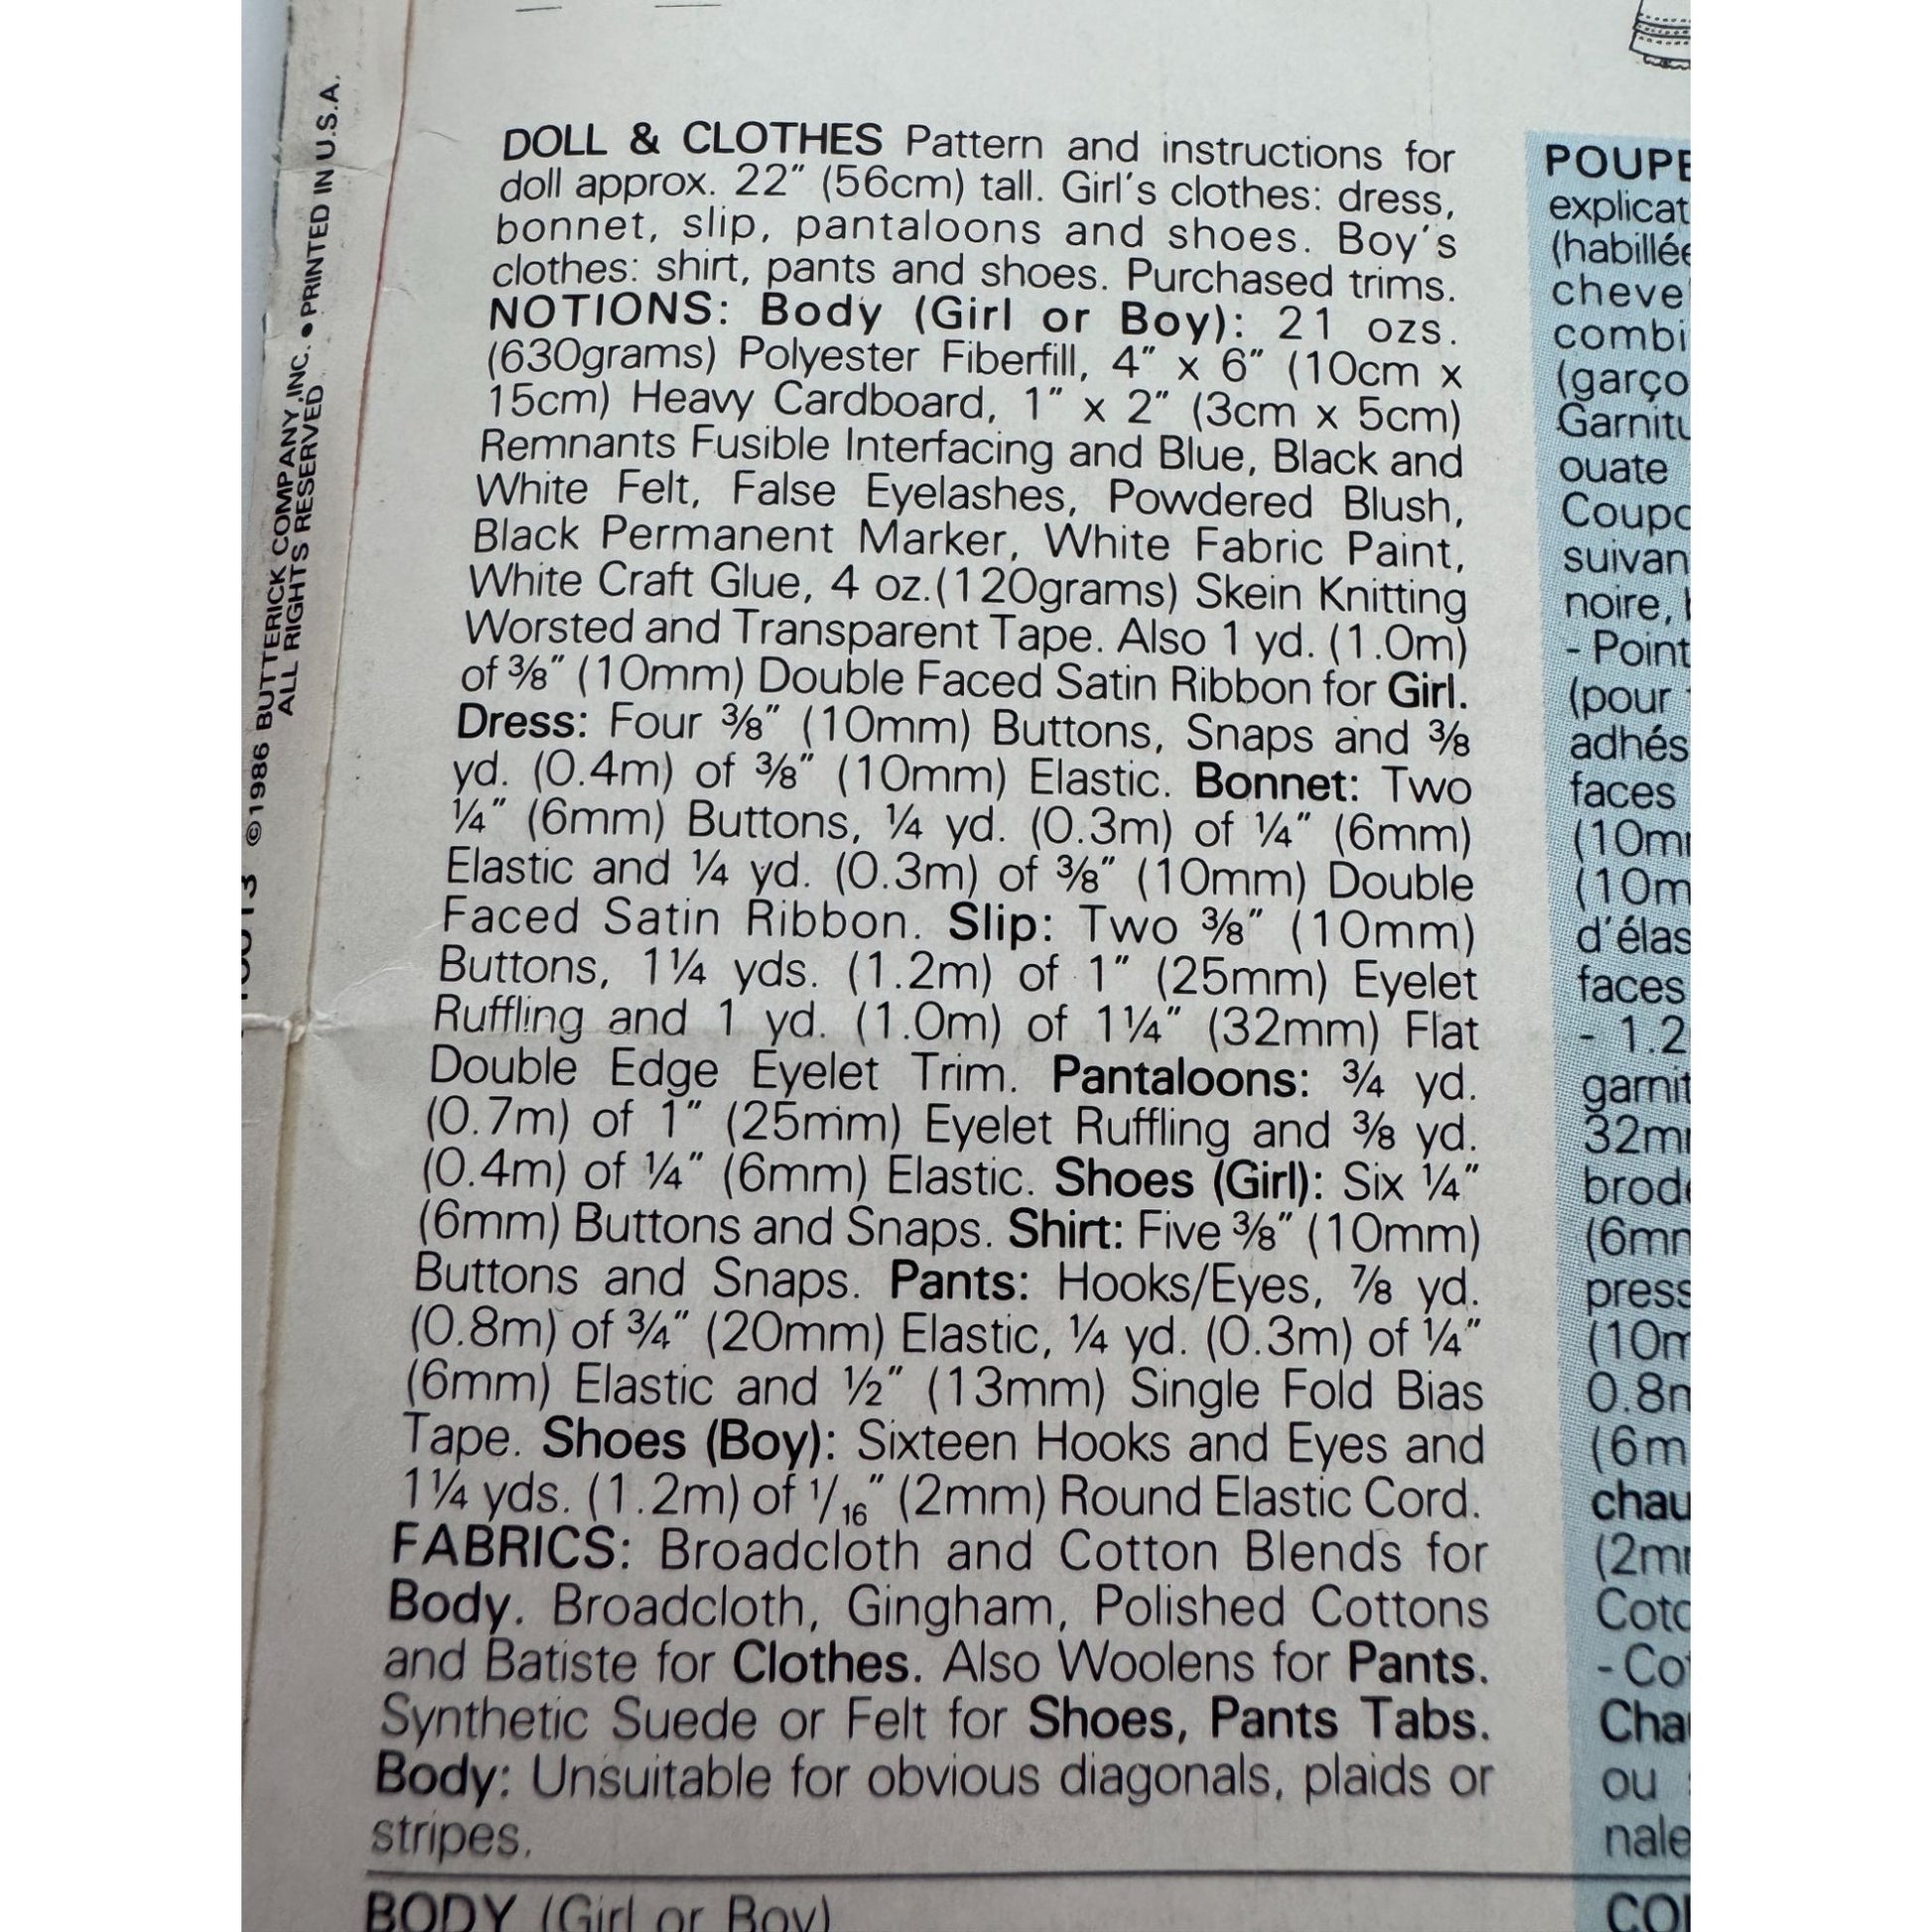 DOLL & CLOTHES Pattern and instructions for
doll approx. 22" (56cm) tall. Girl's clothes: dress,
bonnet, slip, pantaloons and shoes. Boy's
clothes: shirt, pants and shoes. Purchased trims.
NOTIONS: Body (Girl or Boy): 21 ozs.
(630grams) Polyester Fiberfill, 4" x 6" (10cm x
15cm) Heavy Cardboard, 1" x 2" (3cm x 5cm)
Remnants Fusible Interfacing and Blue, Black and
White Felt, False Eyelashes, Powdered Blush,
Black Permanent Marker, White Fabric Paint,
White Craft Glue, 4 oz.(120grams) Skein Knitting
Worsted and Transparent Tape. Also 1 yd. (1.0m)
of ⅜" (10mm) Double Faced Satin Ribbon for Girl.
Dress: Four ⅜" (10mm) Buttons, Snaps and ⅜
yd. (0.4m) of ⅜" (10mm) Elastic. Bonnet: Two
¼" (6mm) Buttons, ¼ yd. (0.3m) of ¼" (6mm)
Elastic and ¼ yd. (0.3m) of ⅜" (10mm) Double
Faced Satin Ribbon. Slip: Two ⅜" (10mm)
Buttons, 1¼ yds. (1.2m) of 1" (25mm) Eyelet
Ruffling and 1 yd. (1.0m) of 1¼" (32mm) Flat
Double Edge Eyelet Trim. Pantaloons: ¾ yd.
(0.7m) of 1" (25mm) Eyelet Ruffling and ⅜ yd.
(0.4m) of ¼" (6mm) Elastic. Shoes (Girl): Six ¼"
(6mm) Buttons and Snaps. Shirt: Five ⅜" (10mm)
Buttons and Snaps. Pants: Hooks/Eyes, ⅞ yd.
(0.8m) of ¾" (20mm) Elastic, ¼ yd. (0.3m) of ¼"
(6mm) Elastic and ½" (13mm) Single Fold Bias
Tape. Shoes (Boy): Sixteen Hooks and Eyes and
1¼ yds. (1.2m) of 1/16" (2mm) Round Elastic Cord.
FABRICS: Broadcloth and Cotton Blends for
Body. Broadcloth, Gingham, Polished Cottons
and Batiste for Clothes. Also Woolens for Pants.
Synthetic Suede or Felt for Shoes, Pants Tabs.
Body: Unsuitable for obvious diagonals, plaids or
stripes.
BODY (Girl or Boy)
©1986 BUTTERICK COMPANY,INC. ● PRINTED IN U.S.A.
ALL RIGHTS RESERVED
POUPE
explicat
(habillée
cheve
combi
(garço
Garnitu
ouate
Coupo
suivan
noire,
- Point
(pour
adhés
faces
(10mm
(10m
d'élas
faces
- 1.2
garnit
32m
brod
(6mm
press
(10m
0.8m
(6m
chau
(2m
Coto
- Co
Cha
ou
nale
CO